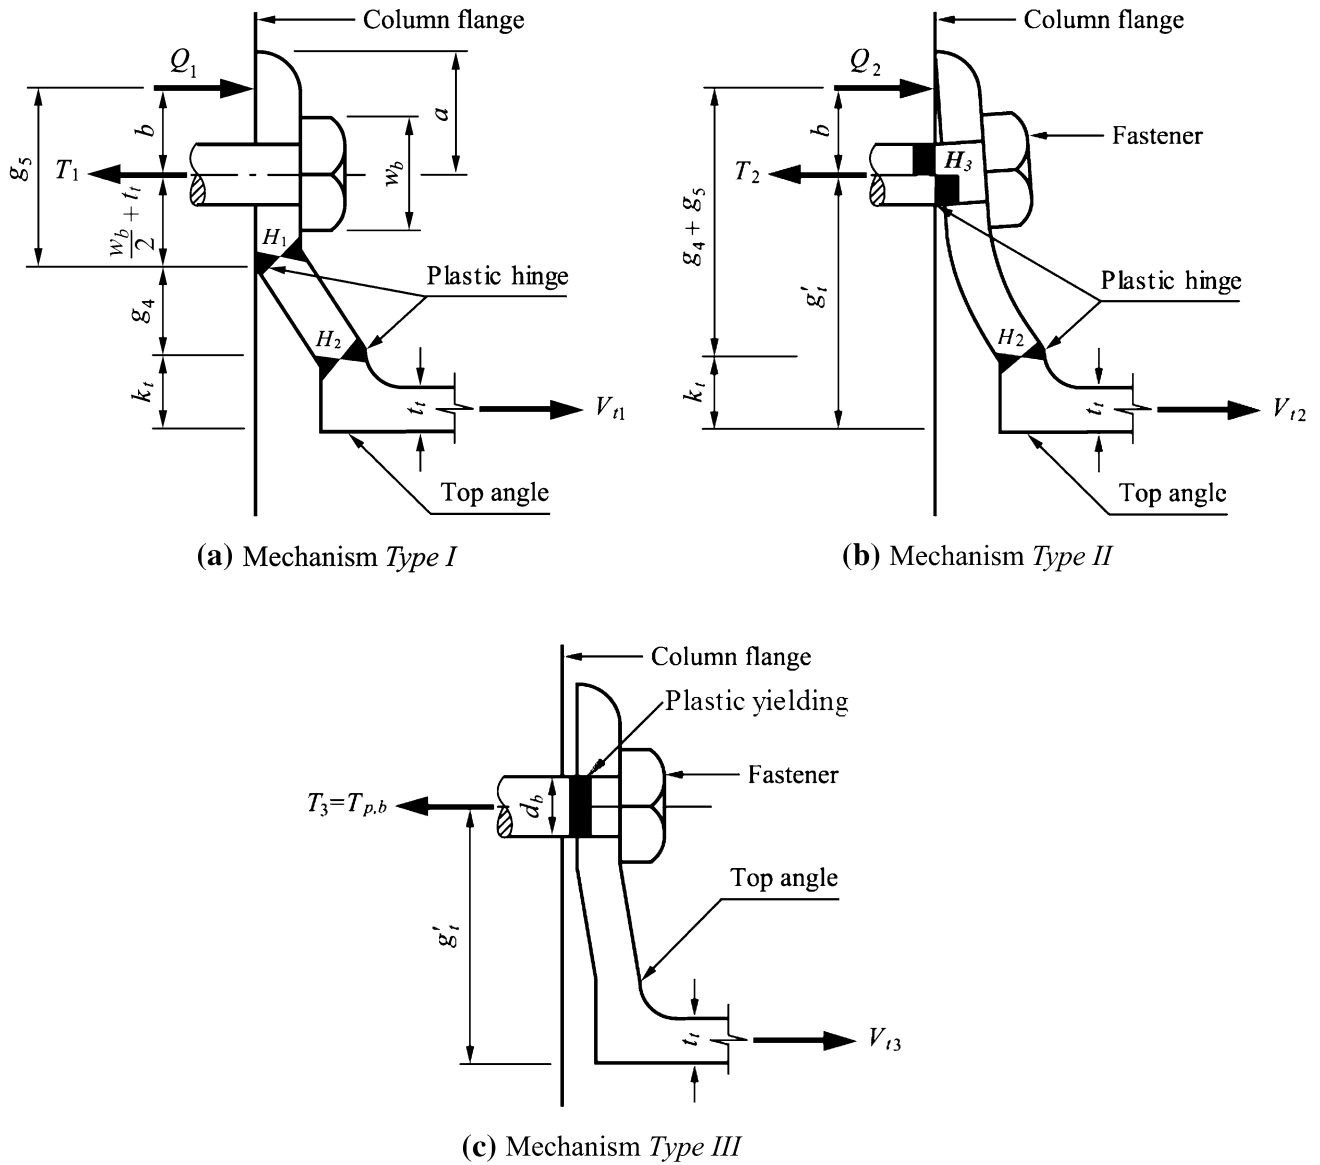 Column flange
Q1
a
b
g5
T1
wb
wb/2 + tt
H1
Plastic hinge
g4
H2
kt
tt
Vt1
Top angle
(a) Mechanism Type I
Column flange
Q2
b
Fastener
T2
H3
g4 + g5
g't
Plastic hinge
H2
kt
tt
Vt2
Top angle
(b) Mechanism Type II
Column flange
Plastic yielding
Fastener
T3=Tp,b
db
Top angle
g't
tt
Vt3
(c) Mechanism Type III